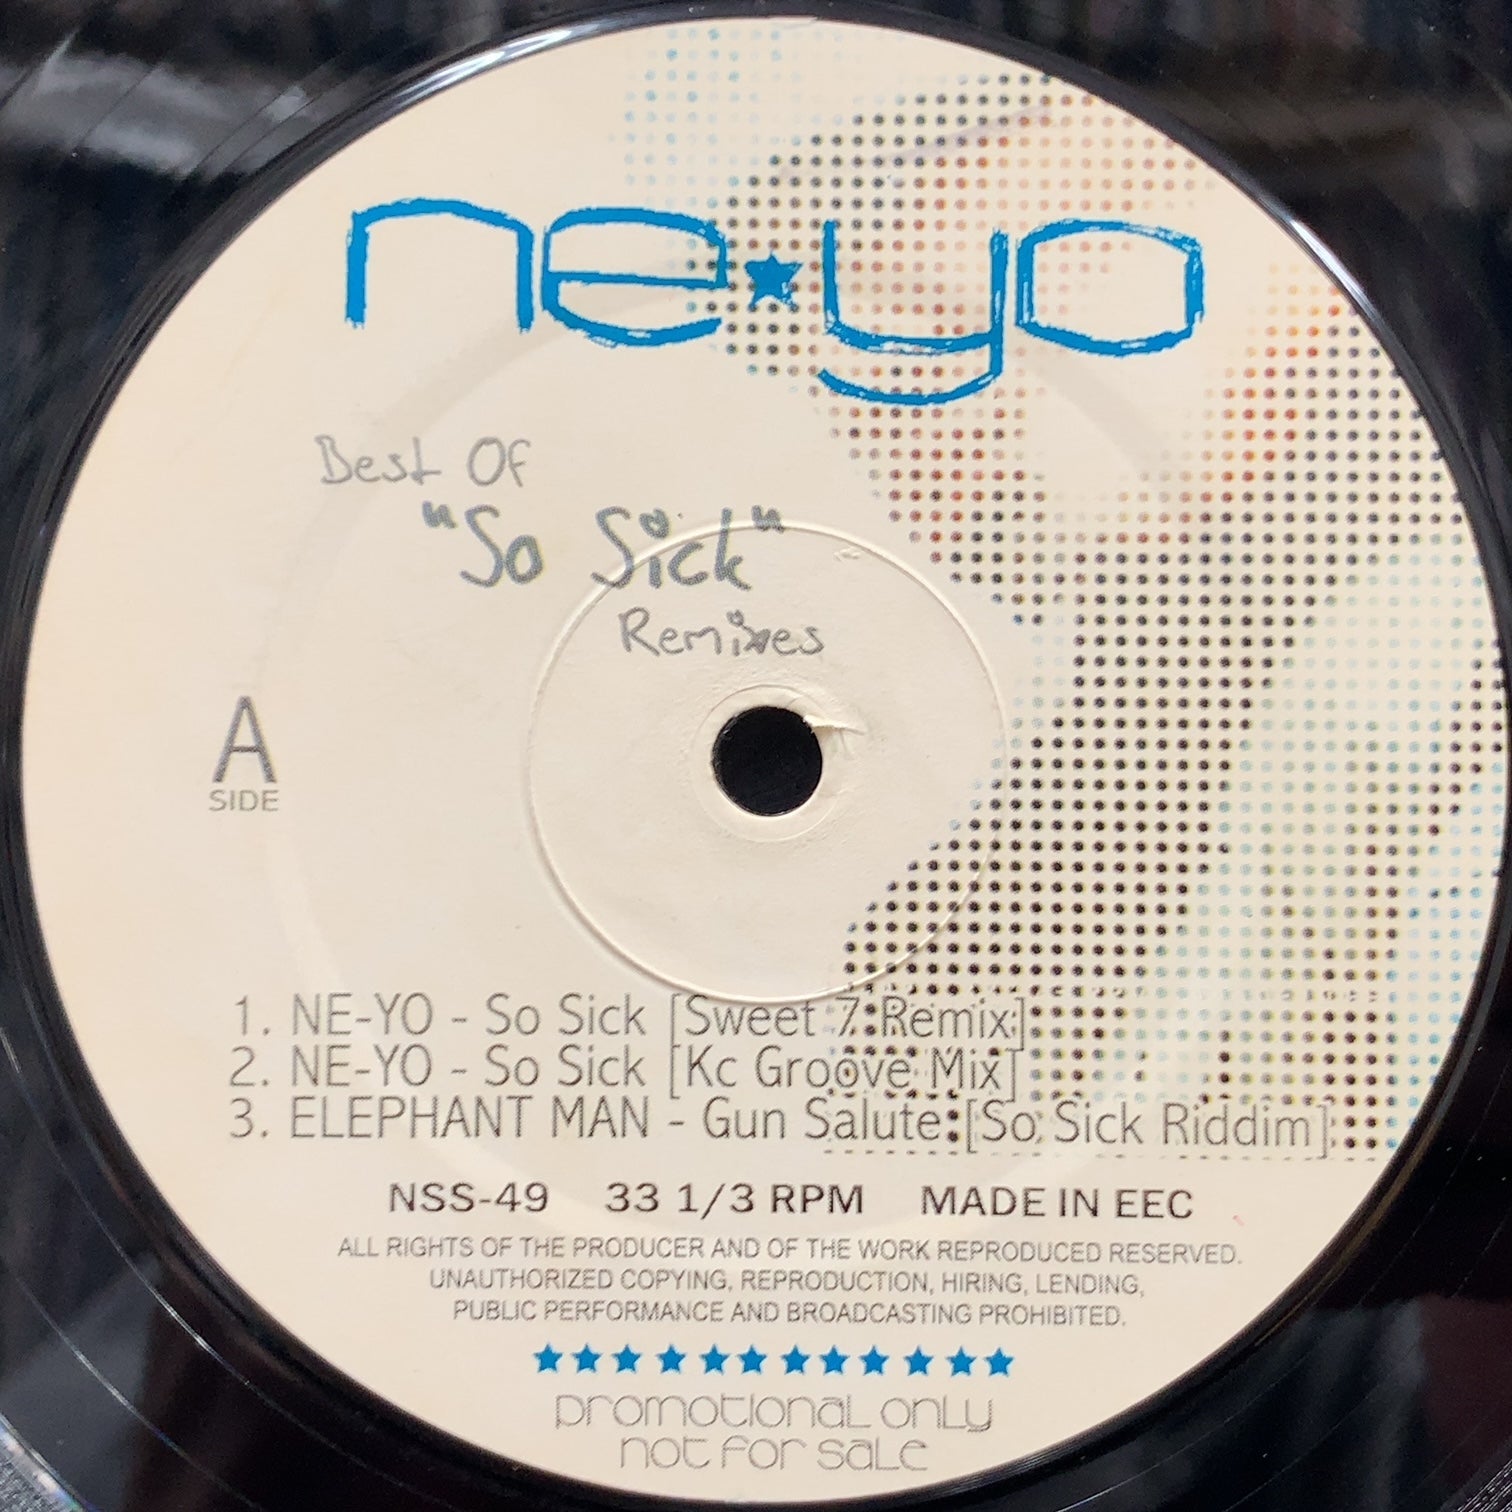 ne★yo
Best Of
"So Sick"
Remixes
A
SIDE
1. NE-YO - So Sick [Sweet 7 Remix]
2. NE-YO - So Sick [Kc Groove Mix]
3. ELEPHANT MAN - Gun Salute [So Sick Riddim]
NSS-49 33 1/3 RPM MADE IN EEC
ALL RIGHTS OF THE PRODUCER AND OF THE WORK REPRODUCED RESERVED.
UNAUTHORIZED COPYING, REPRODUCTION, HIRING, LENDING,
PUBLIC PERFORMANCE AND BROADCASTING PROHIBITED.
promotional only
not for sale